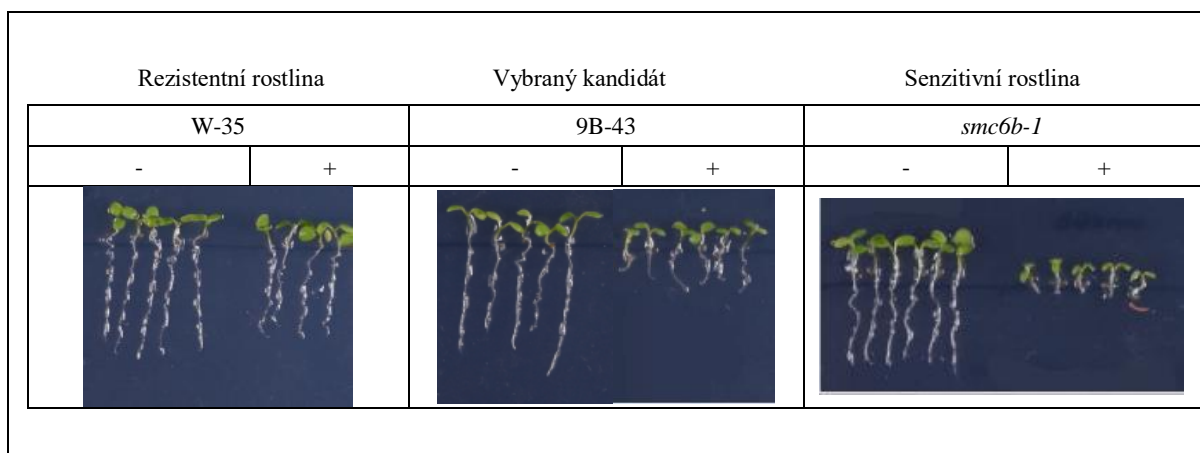 Rezistentní rostlina Vybraný kandidát Senzitivní rostlina
W-35 9B-43 smc6b-1
- + - + - +